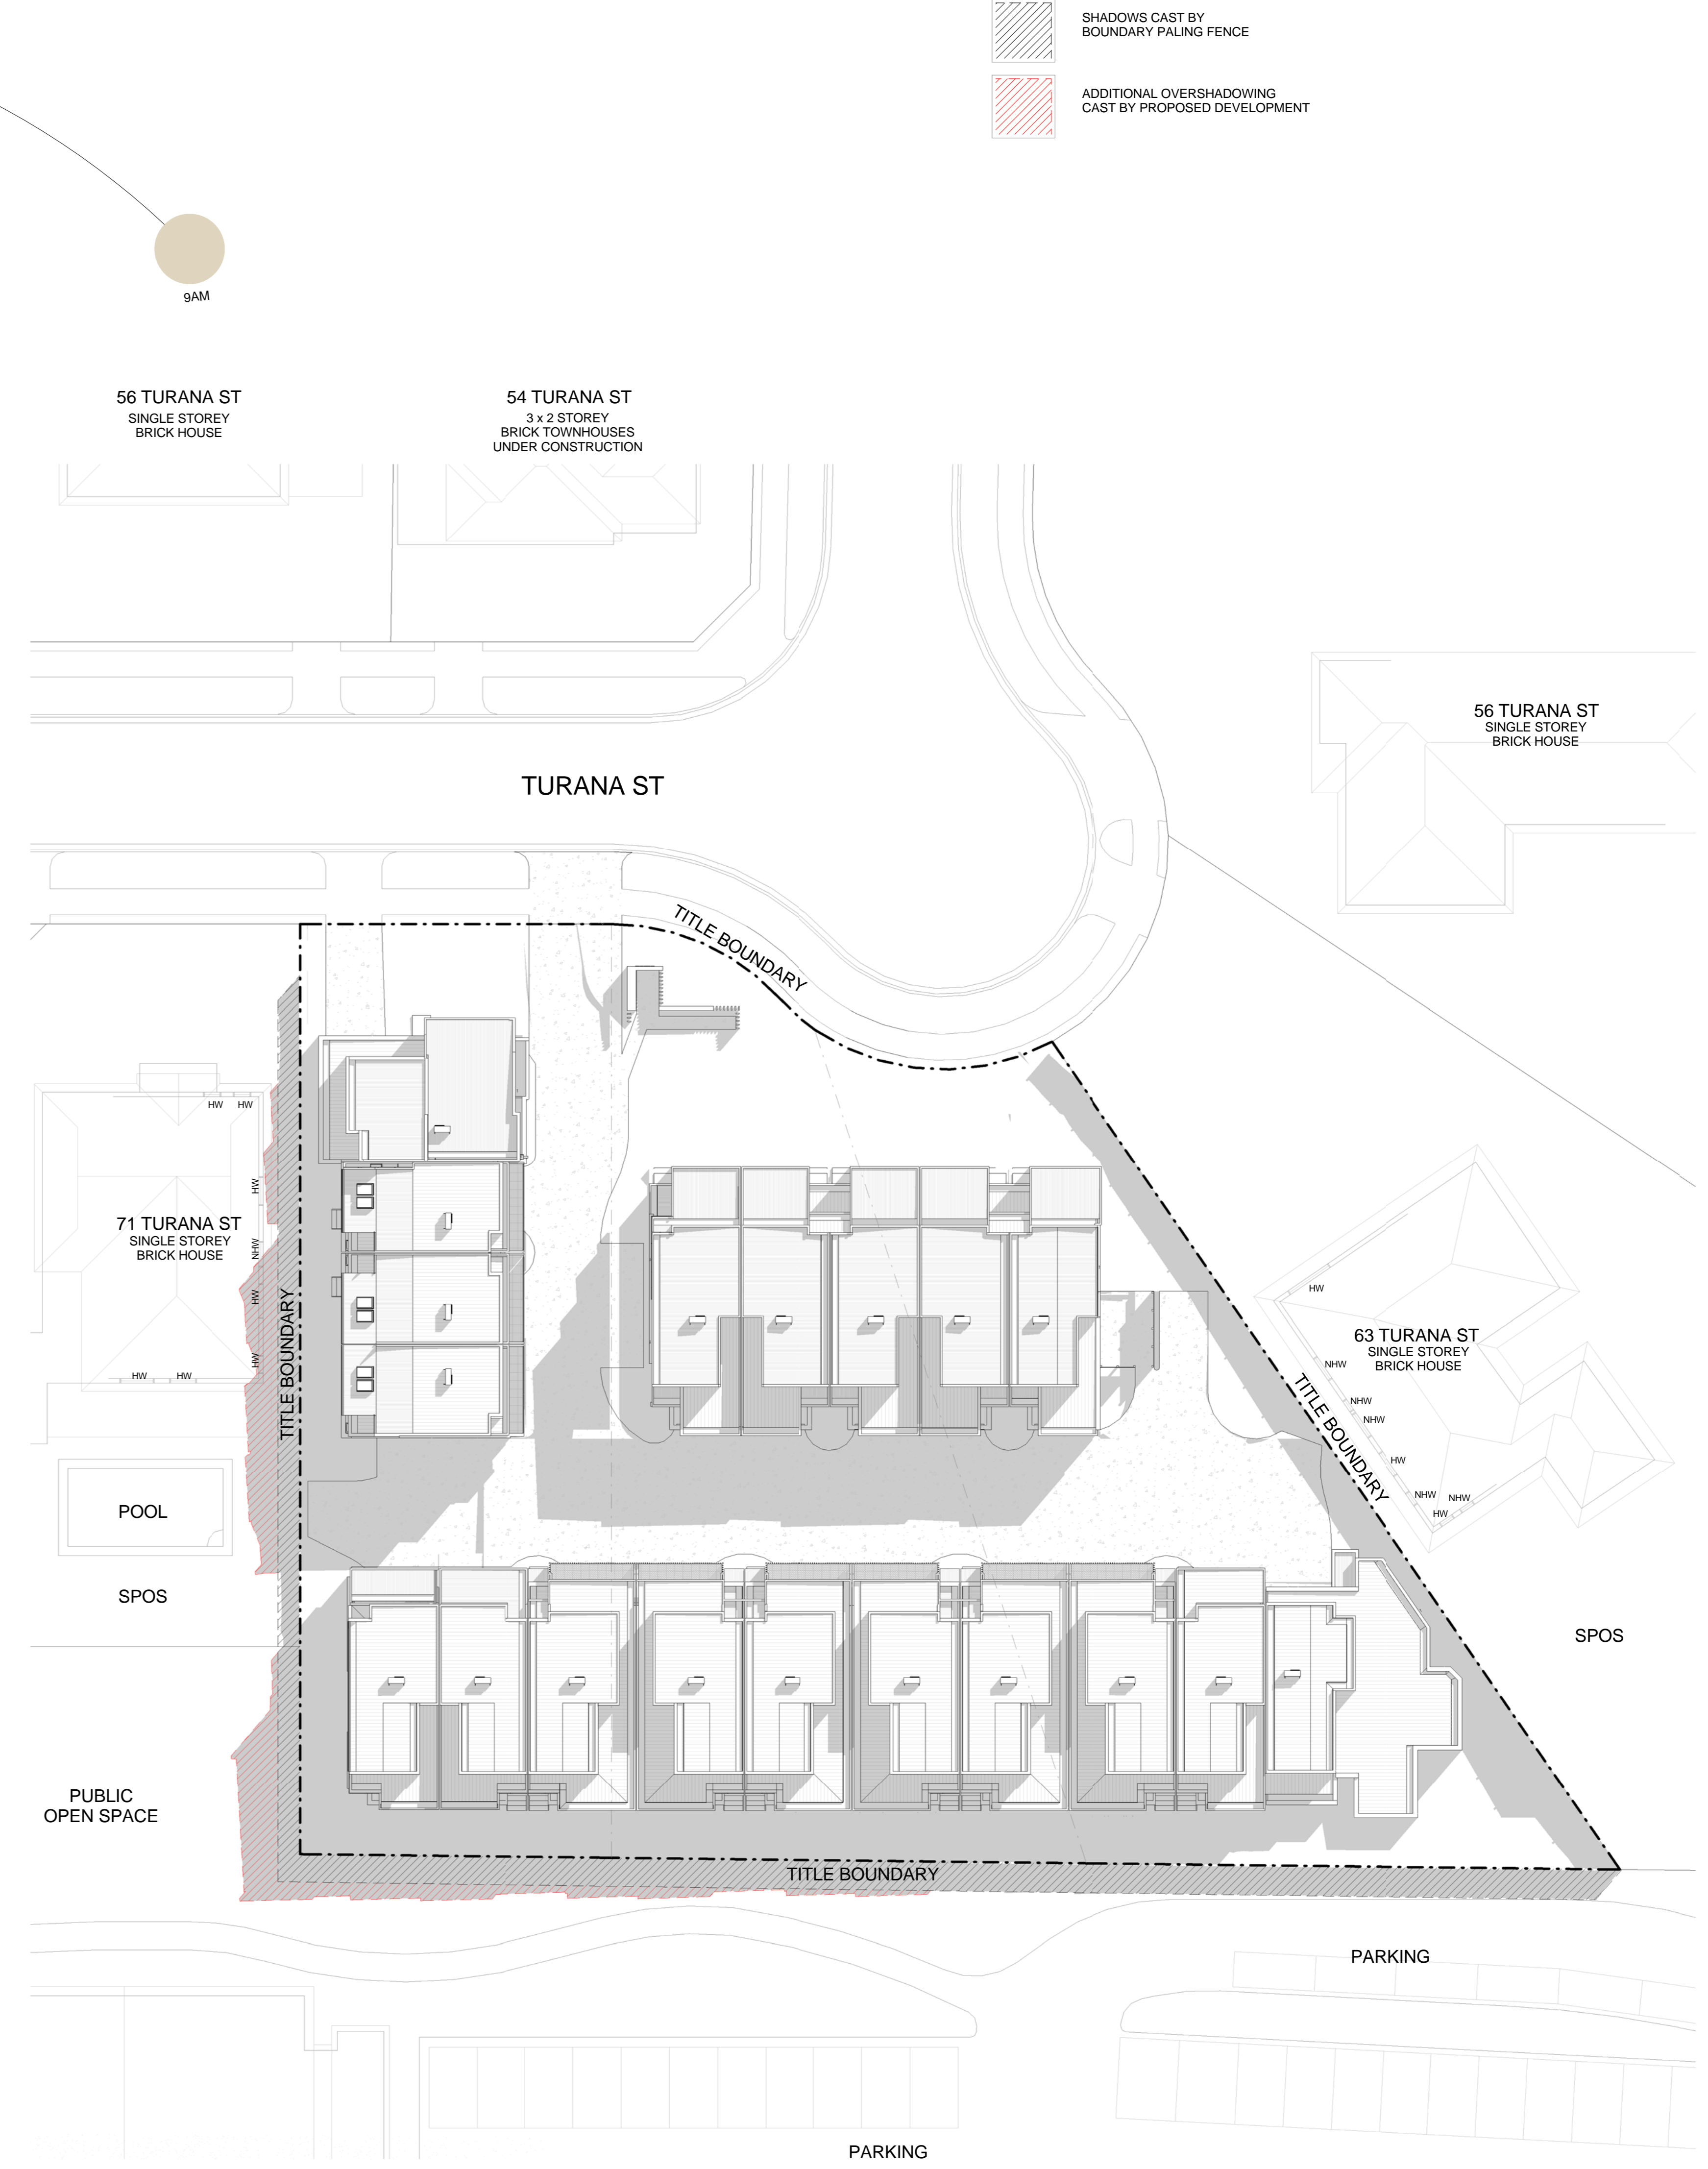 SHADOWS CAST BY
BOUNDARY PALING FENCE
ADDITIONAL OVERSHADOWING
CAST BY PROPOSED DEVELOPMENT
9AM
56 TURANA ST
SINGLE STOREY
BRICK HOUSE
54 TURANA ST
3 x 2 STOREY
BRICK TOWNHOUSES
UNDER CONSTRUCTION
56 TURANA ST
SINGLE STOREY
BRICK HOUSE
TURANA ST
TITLE BOUNDARY
HW
HW
HW
71 TURANA ST
SINGLE STOREY
BRICK HOUSE
NHW
HW
HW
HW
HW
TITLE BOUNDARY
HW
63 TURANA ST
SINGLE STOREY
BRICK HOUSE
NHW
NHW
NHW
HW
NHW
NHW
HW
TITLE BOUNDARY
POOL
SPOS
SPOS
PUBLIC
OPEN SPACE
TITLE BOUNDARY
PARKING
PARKING